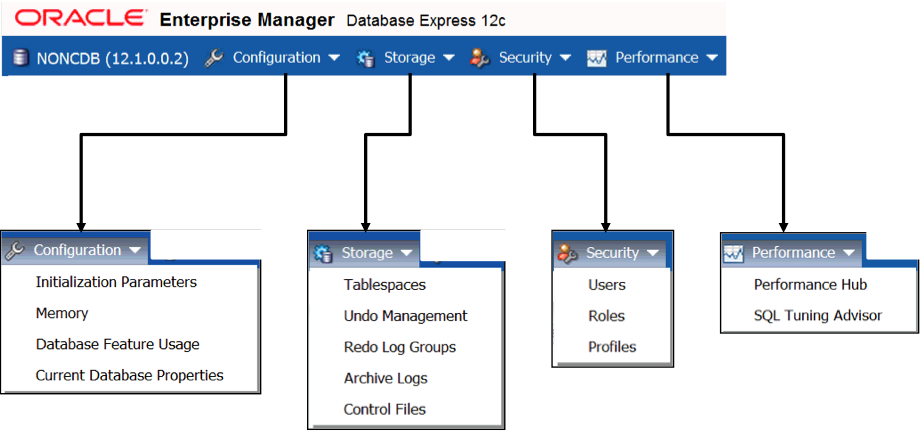 ORACLE Enterprise Manager Database Express 12c
NONCDB (12.1.0.0.2) Configuration Storage Security Performance
Configuration
Initialization Parameters
Memory
Database Feature Usage
Current Database Properties
Storage
Tablespaces
Undo Management
Redo Log Groups
Archive Logs
Control Files
Security
Users
Roles
Profiles
Performance
Performance Hub
SQL Tuning Advisor